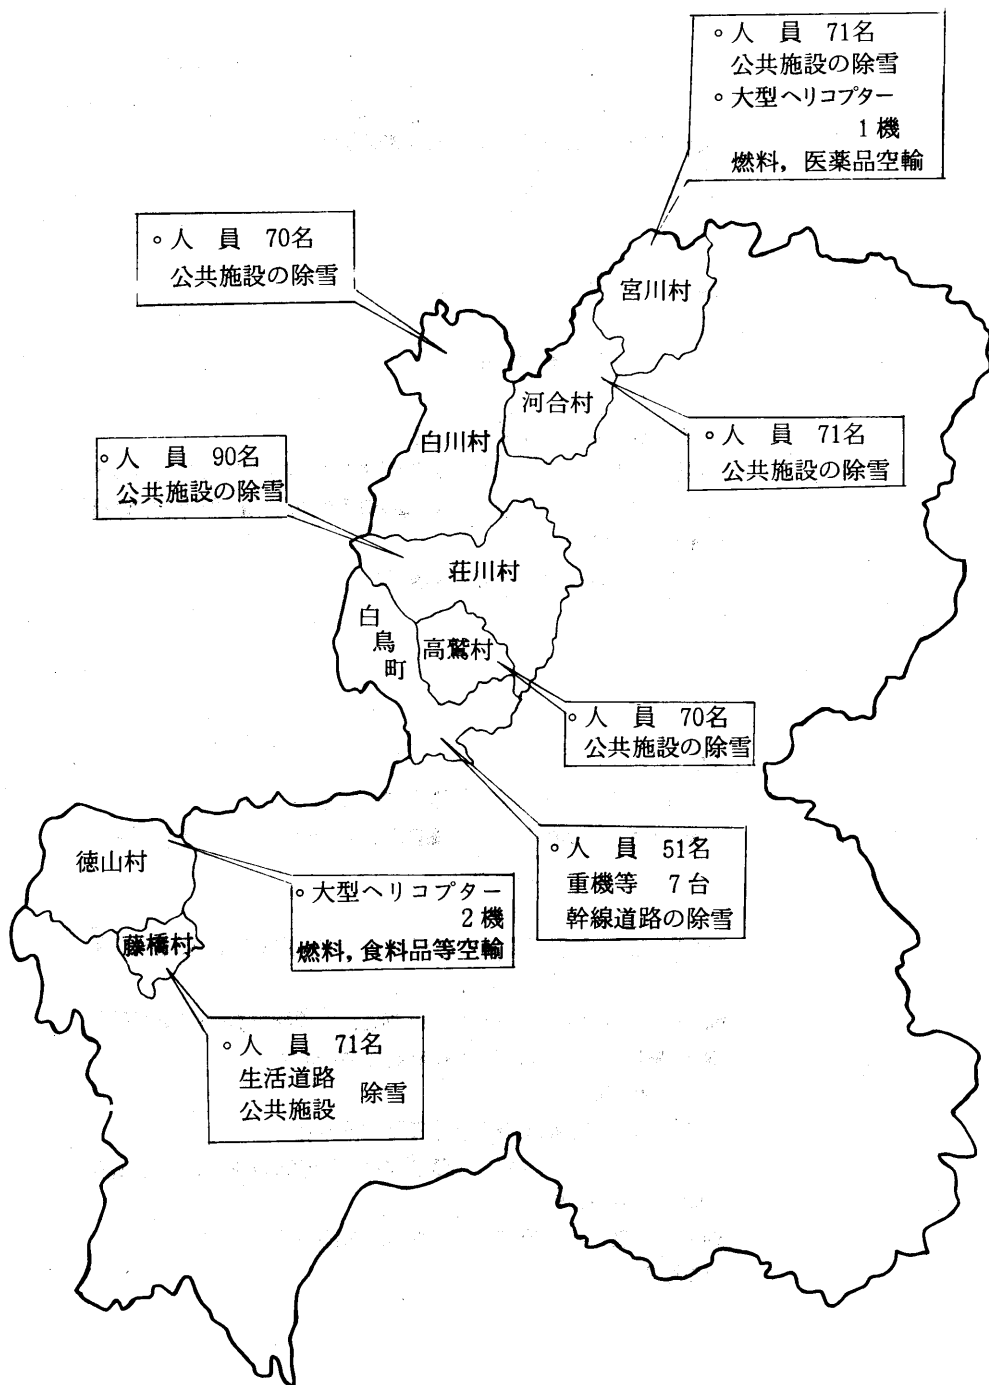 。人　員　71名
公共施設の除雪
。大型ヘリコプター
1機
燃料，医薬品空輸
。人　員　70名
公共施設の除雪
宮川村
河合村
白川村
。人　員　71名
公共施設の除雪
。人　員　90名
公共施設の除雪
荘川村
白鳥町
高鷲村
。人　員　70名
公共施設の除雪
。人　員　51名
重機等　7台
幹線道路の除雪
徳山村
。大型ヘリコプター
2機
燃料，食料品等空輸
藤橋村
。人　員　71名
生活道路
公共施設　除雪